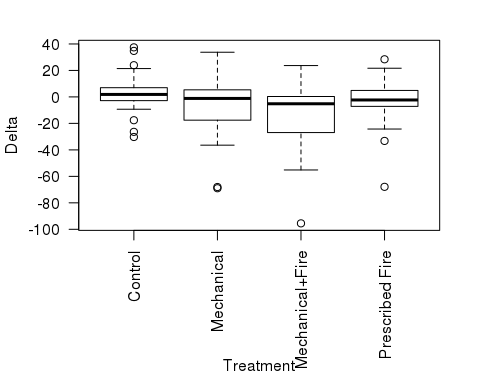 Delta
40
20
0
-20
-40
-60
-80
-100
Control
Mechanical
Mechanical+Fire
Prescribed Fire
Treatment